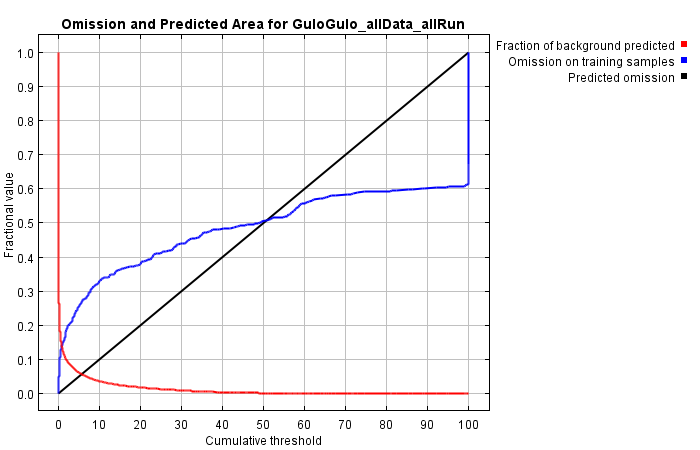 Omission and Predicted Area for GuloGulo_allData_allRun
Fraction of background predicted
Omission on training samples
Predicted omission
Fractional value
1.0
0.9
0.8
0.7
0.6
0.5
0.4
0.3
0.2
0.1
0.0
0 10 20 30 40 50 60 70 80 90 100
Cumulative threshold